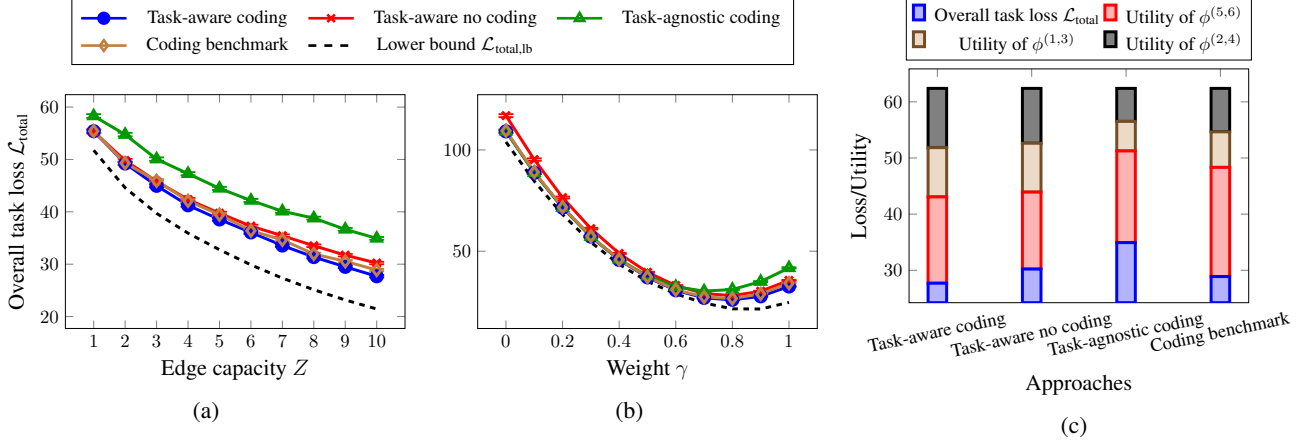 Task-aware coding Task-aware no coding Task-agnostic coding
Coding benchmark Lower bound ℒ_total,lb
Overall task loss ℒ_total Utility of ϕ^(5,6)
Utility of ϕ^(1,3) Utility of ϕ^(2,4)
Overall task loss ℒ_total
60
50
40
30
20
1 2 3 4 5 6 7 8 9 10
Edge capacity Z
(a)
100
50
0 0.2 0.4 0.6 0.8 1
Weight γ
(b)
Loss/Utility
60
50
40
30
Task-aware coding
Task-aware no coding
Task-agnostic coding
Coding benchmark
Approaches
(c)